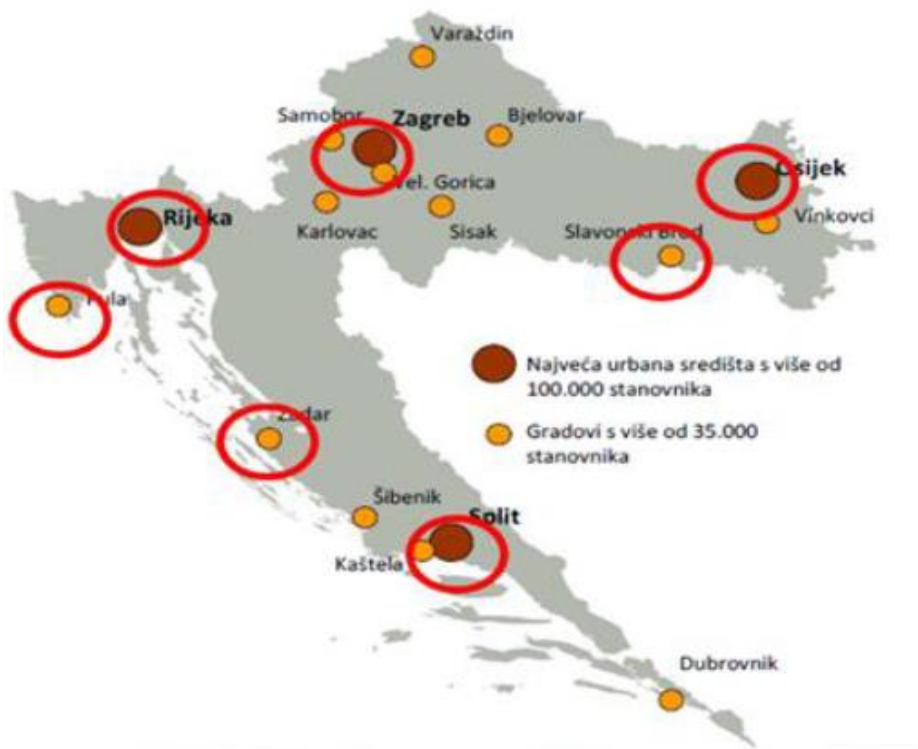 Varaždin
Samobor
Zagreb
Bjelovar
Osijek
Vel. Gorica
Vinkovci
Rijeka
Karlovac
Sisak
Slavonski Brod
Pula
Najveća urbana središta s više od
100.000 stanovnika
Zadar
Gradovi s više od 35.000
stanovnika
Šibenik
Split
Kaštela
Dubrovnik